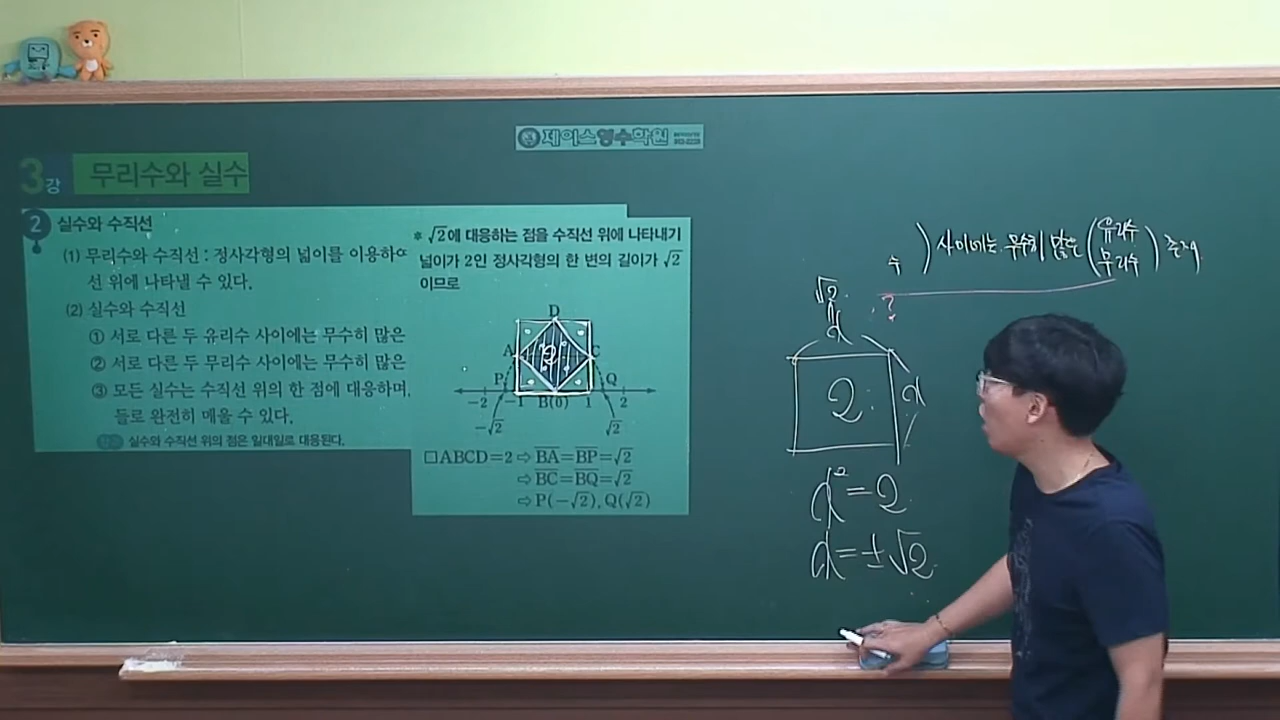 제이스영수학원
3강 무리수와 실수
2 실수와 수직선
(1) 무리수와 수직선 : 정사각형의 넓이를 이용하여
선 위에 나타낼 수 있다.
(2) 실수와 수직선
① 서로 다른 두 유리수 사이에는 무수히 많은
② 서로 다른 두 무리수 사이에는 무수히 많은
③ 모든 실수는 수직선 위의 한 점에 대응하며,
들로 완전히 메울 수 있다.
실수와 수직선 위의 점은 일대일로 대응된다.
* √2에 대응하는 점을 수직선 위에 나타내기
넓이가 2인 정사각형의 한 변의 길이가 √2
이므로
D
A 2 C
P Q
-2 -1 B(0) 1 2
-√2 √2
□ABCD=2 ⇨ BA=BP=√2
⇨ BC=BQ=√2
⇨ P(-√2), Q(√2)
수 ) 사이에는 무수히 많은 (유리수 무리수) 존재
?
√2
=
x
2 x
x²=2
x=±√2